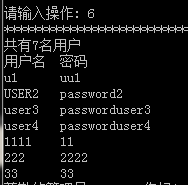 请输入操作: 6
******************************
共有7名用户
用户名  密码
u1      uu1
USER2   password2
user3   passworduser3
user4   passworduser4
1111    11
222     2222
33      33